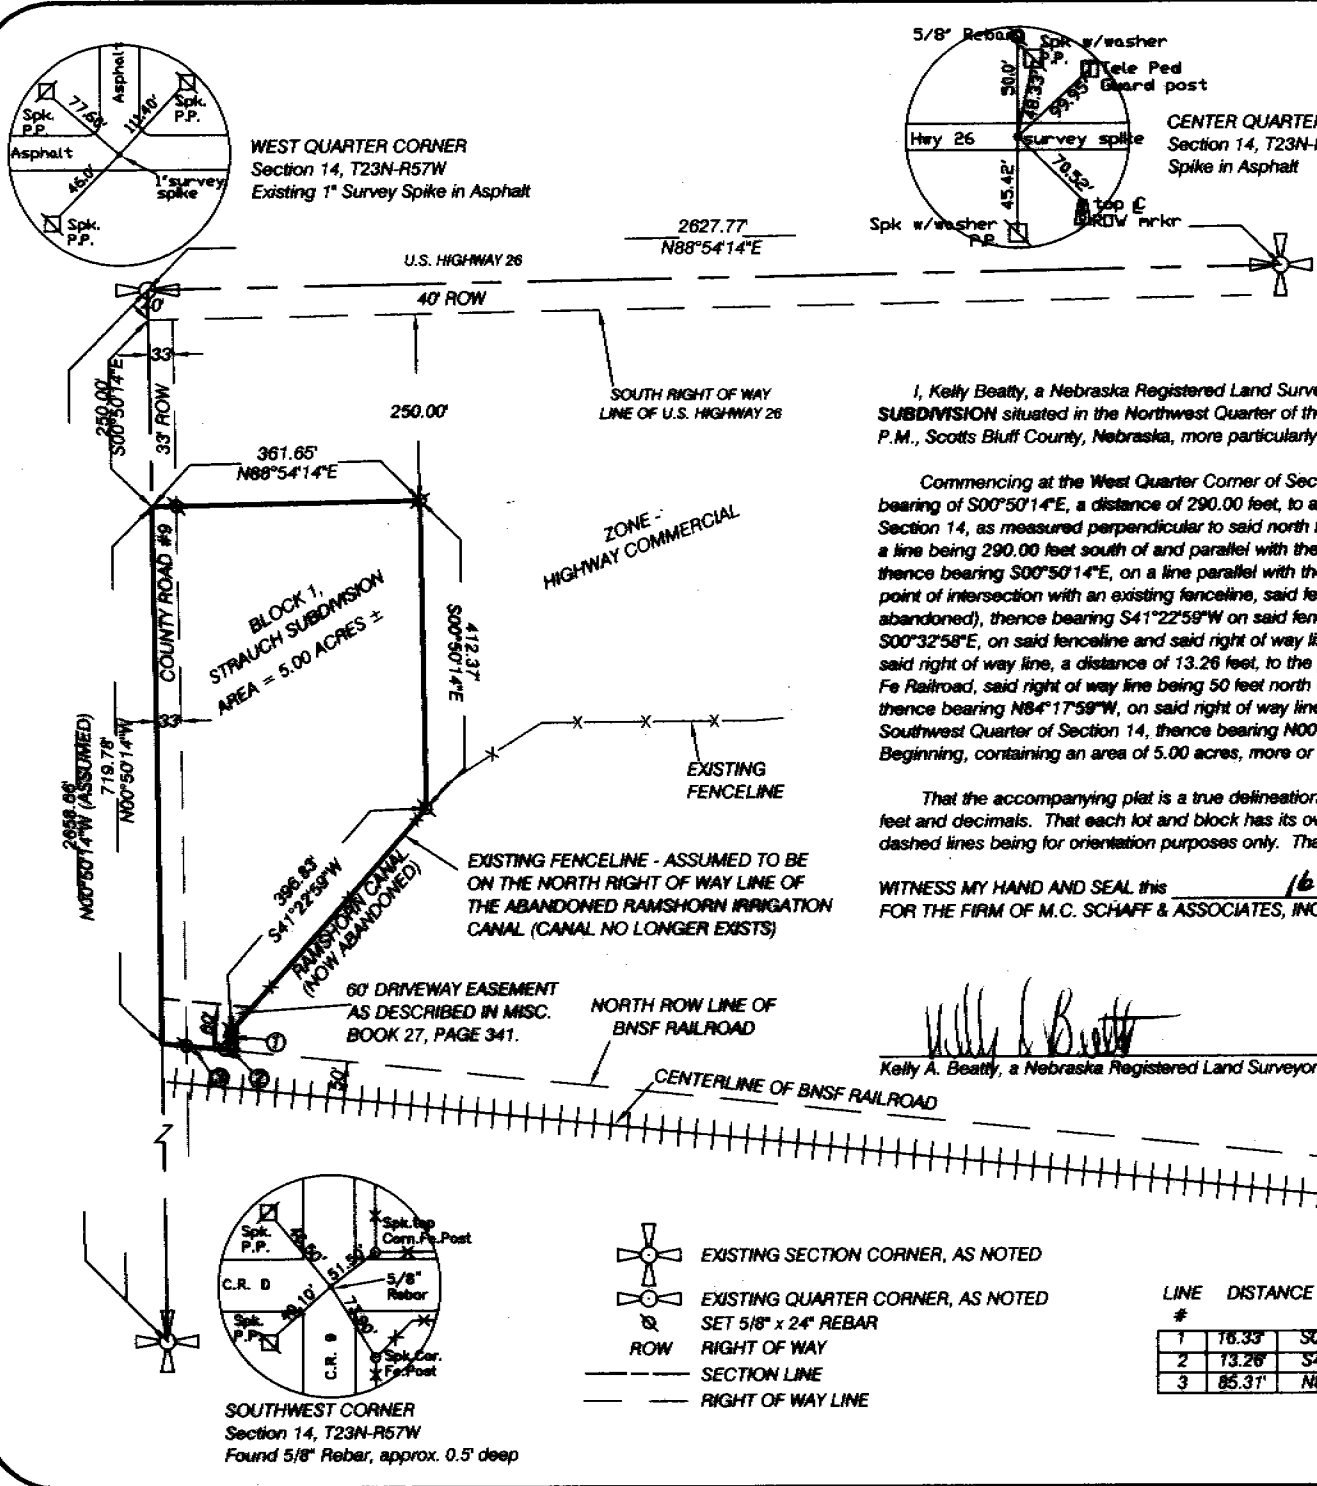 Asphalt
77.60'
111.40'
Spk.
P.P.
Spk.
P.P.
Asphalt
46.0'
1"survey
spike
Spk.
P.P.
WEST QUARTER CORNER
Section 14, T23N-R57W
Existing 1" Survey Spike in Asphalt
5/8" Rebar
Spk w/washer
P.P.
Tele Ped
Guard post
50.0'
48.33'
59.95'
Hwy 26
survey spike
45.42'
70.52'
top
ROW mrkr
Spk w/washer
P.P.
CENTER QUARTE
Section 14, T23N-
Spike in Asphalt
2627.77'
N88°54'14"E
U.S. HIGHWAY 26
40' ROW
33'
250.00'
S00°50'14"E
33' ROW
250.00'
SOUTH RIGHT OF WAY
LINE OF U.S. HIGHWAY 26
361.65'
N88°54'14"E
COUNTY ROAD #9
BLOCK 1,
STRAUCH SUBDIVISION
AREA = 5.00 ACRES ±
ZONE -
HIGHWAY COMMERCIAL
412.37'
S00°50'14"E
33'
2658.66'
N00°50'14"W (ASSUMED)
719.78'
N00°50'14"W
EXISTING
FENCELINE
396.83'
S41°22'59"W
RAMSHORN CANAL
(NOW ABANDONED)
EXISTING FENCELINE - ASSUMED TO BE
ON THE NORTH RIGHT OF WAY LINE OF
THE ABANDONED RAMSHORN IRRIGATION
CANAL (CANAL NO LONGER EXISTS)
60' DRIVEWAY EASEMENT
AS DESCRIBED IN MISC.
BOOK 27, PAGE 341.
60'
1
50'
NORTH ROW LINE OF
BNSF RAILROAD
CENTERLINE OF BNSF RAILROAD
I, Kelly Beatty, a Nebraska Registered Land Surve
SUBDIVISION situated in the Northwest Quarter of th
P.M., Scotts Bluff County, Nebraska, more particularly
Commencing at the West Quarter Corner of Sec
bearing of S00°50'14"E, a distance of 290.00 feet, to a
Section 14, as measured perpendicular to said north
a line being 290.00 feet south of and parallel with the
thence bearing S00°50'14"E, on a line parallel with th
point of intersection with an existing fenceline, said fe
abandoned), thence bearing S41°22'59"W on said fen
S00°32'58"E, on said fenceline and said right of way li
said right of way line, a distance of 13.26 feet, to the
Fe Railroad, said right of way line being 50 feet north
thence bearing N84°17'59"W, on said right of way line
Southwest Quarter of Section 14, thence bearing N00
Beginning, containing an area of 5.00 acres, more or
That the accompanying plat is a true delineation
feet and decimals. That each lot and block has its ow
dashed lines being for orientation purposes only. Tha
WITNESS MY HAND AND SEAL this 16
FOR THE FIRM OF M.C. SCHAFF & ASSOCIATES, INC
Kelly A. Beatty, a Nebraska Registered Land Surveyor
Spk.
P.P.
Spk.top
Corn.Fe.Post
51.50'
C.R. D
5/8"
Rebar
49.10'
Spk.
P.P.
C.R. 9
Spk.Cor.
Fe.Post
SOUTHWEST CORNER
Section 14, T23N-R57W
Found 5/8" Rebar, approx. 0.5' deep
EXISTING SECTION CORNER, AS NOTED
EXISTING QUARTER CORNER, AS NOTED
SET 5/8" x 24" REBAR
ROW RIGHT OF WAY
SECTION LINE
RIGHT OF WAY LINE
LINE DISTANCE
#
1 16.33' S0
2 13.26' S4
3 85.31' N8